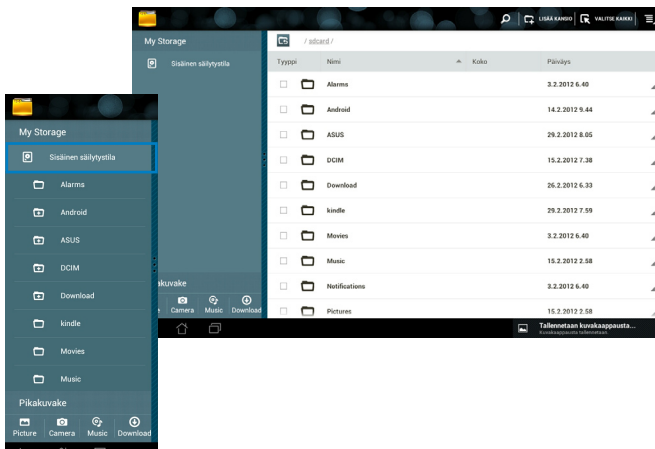 LISÄÄ KANSIO VALITSE KAIKKI
My Storage
Sisäinen säilytystila
/ sdcard /
Tyyppi Nimi Koko Päiväys
Alarms 3.2.2012 6.40
Android 14.2.2012 9.44
ASUS 29.2.2012 8.05
DCIM 15.2.2012 7.38
Download 26.2.2012 6.33
kindle 29.2.2012 7.59
Movies 3.2.2012 6.40
Music 15.2.2012 2.58
Notifications 3.2.2012 6.40
Pictures 15.2.2012 2.58
Camera Music Download
Tallennetaan kuvakaappausta...
Kuvakaappausta tallennetaan.
My Storage
Sisäinen säilytystila
Alarms
Android
ASUS
DCIM
Download
kindle
Movies
Music
Pikakuvake
Picture Camera Music Download